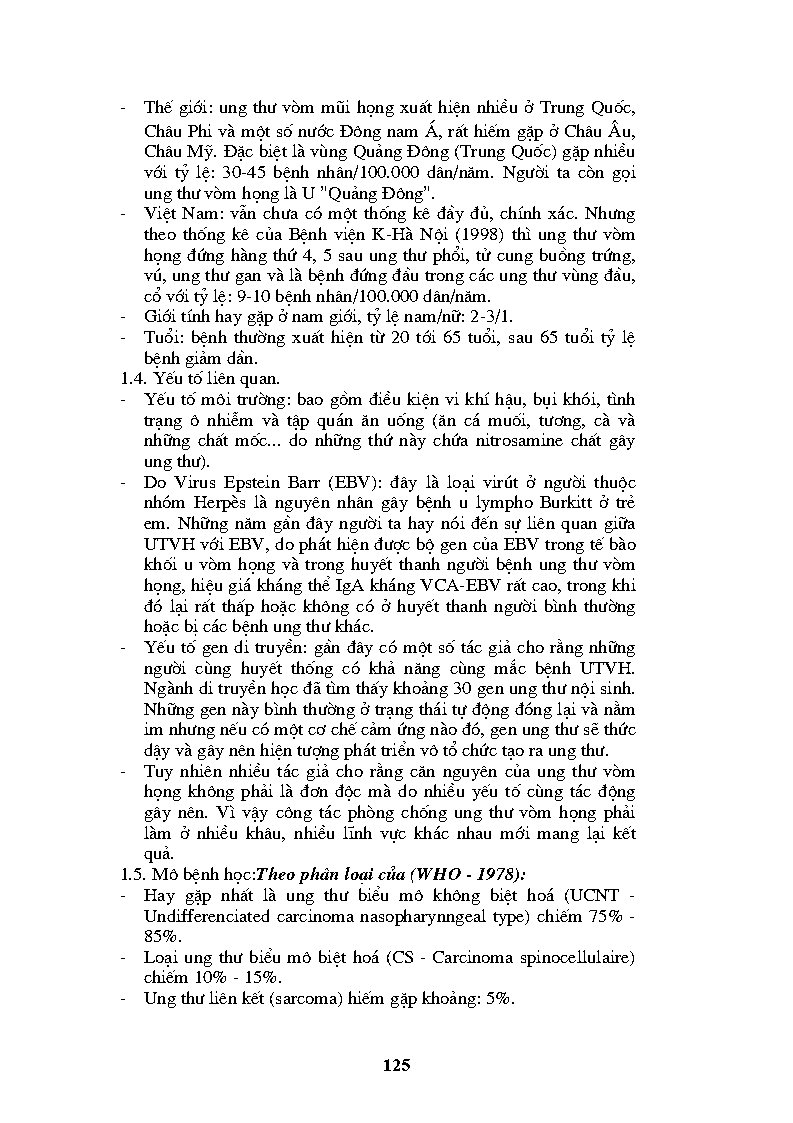 - Thế giới: ung thư vòm mũi họng xuất hiện nhiều ở Trung Quốc,
Châu Phi và một số nước Đông nam Á, rất hiếm gặp ở Châu Âu,
Châu Mỹ. Đặc biệt là vùng Quảng Đông (Trung Quốc) gặp nhiều
với tỷ lệ: 30-45 bệnh nhân/100.000 dân/năm. Người ta còn gọi
ung thư vòm họng là U "Quảng Đông".
- Việt Nam: vẫn chưa có một thống kê đầy đủ, chính xác. Nhưng
theo thống kê của Bệnh viện K-Hà Nội (1998) thì ung thư vòm
họng đứng hàng thứ 4, 5 sau ung thư phổi, tử cung buồng trứng,
vú, ung thư gan và là bệnh đứng đầu trong các ung thư vùng đầu,
cổ với tỷ lệ: 9-10 bệnh nhân/100.000 dân/năm.
- Giới tính hay gặp ở nam giới, tỷ lệ nam/nữ: 2-3/1.
- Tuổi: bệnh thường xuất hiện từ 20 tới 65 tuổi, sau 65 tuổi tỷ lệ
bệnh giảm dần.
1.4. Yếu tố liên quan.
- Yếu tố môi trường: bao gồm điều kiện vi khí hậu, bụi khói, tình
trạng ô nhiễm và tập quán ăn uống (ăn cá muối, tương, cà và
những chất mốc... do những thứ này chứa nitrosamine chất gây
ung thư).
- Do Virus Epstein Barr (EBV): đây là loại virút ở người thuộc
nhóm Herpès là nguyên nhân gây bệnh u lympho Burkitt ở trẻ
em. Những năm gần đây người ta hay nói đến sự liên quan giữa
UTVH với EBV, do phát hiện được bộ gen của EBV trong tế bào
khối u vòm họng và trong huyết thanh người bệnh ung thư vòm
họng, hiệu giá kháng thể IgA kháng VCA-EBV rất cao, trong khi
đó lại rất thấp hoặc không có ở huyết thanh người bình thường
hoặc bị các bệnh ung thư khác.
- Yếu tố gen di truyền: gần đây có một số tác giả cho rằng những
người cùng huyết thống có khả năng cùng mắc bệnh UTVH.
Ngành di truyền học đã tìm thấy khoảng 30 gen ung thư nội sinh.
Những gen này bình thường ở trạng thái tự động đóng lại và nằm
im nhưng nếu có một cơ chế cảm ứng nào đó, gen ung thư sẽ thức
dậy và gây nên hiện tượng phát triển vô tổ chức tạo ra ung thư.
- Tuy nhiên nhiều tác giả cho rằng căn nguyên của ung thư vòm
họng không phải là đơn độc mà do nhiều yếu tố cùng tác động
gây nên. Vì vậy công tác phòng chống ung thư vòm họng phải
làm ở nhiều khâu, nhiều lĩnh vực khác nhau mới mang lại kết
quả.
1.5. Mô bệnh học:Theo phân loại của (WHO - 1978):
- Hay gặp nhất là ung thư biểu mô không biệt hoá (UCNT -
Undifferenciated carcinoma nasopharynngeal type) chiếm 75% -
85%.
- Loại ung thư biểu mô biệt hoá (CS - Carcinoma spinocellulaire)
chiếm 10% - 15%.
- Ung thư liên kết (sarcoma) hiếm gặp khoảng: 5%.
125